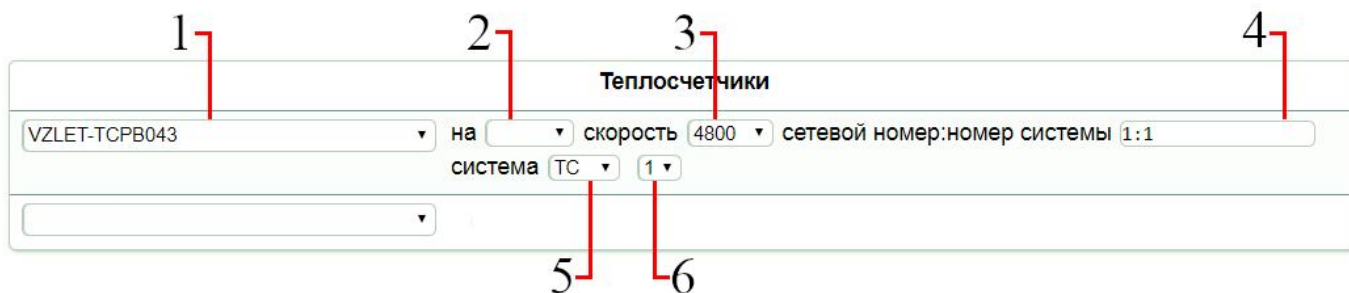 1 2 3 4
Теплосчетчики
VZLET-TCPB043 на скорость 4800 сетевой номер:номер системы 1:1
система ТС 1
5 6